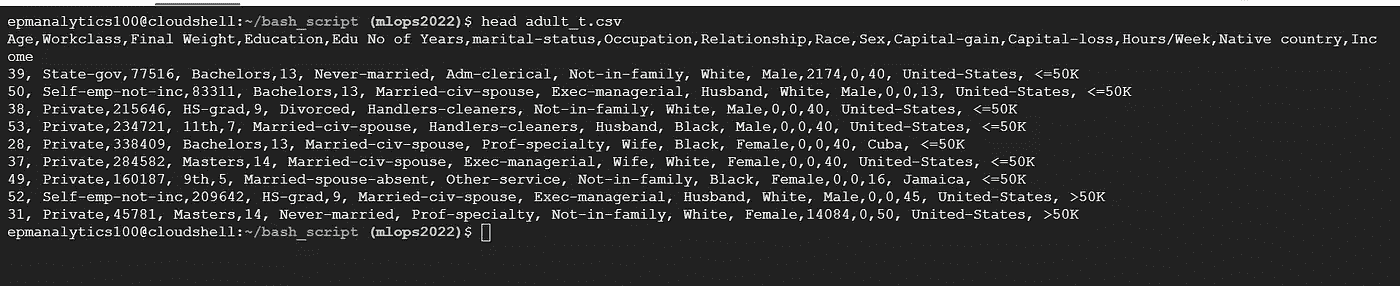 epmanalytics100@cloudshell:~/bash_script (mlops2022)$ head adult_t.csv
Age,Workclass,Final Weight,Education,Edu No of Years,marital-status,Occupation,Relationship,Race,Sex,Capital-gain,Capital-loss,Hours/Week,Native country,Inc
ome
39, State-gov,77516, Bachelors,13, Never-married, Adm-clerical, Not-in-family, White, Male,2174,0,40, United-States, <=50K
50, Self-emp-not-inc,83311, Bachelors,13, Married-civ-spouse, Exec-managerial, Husband, White, Male,0,0,13, United-States, <=50K
38, Private,215646, HS-grad,9, Divorced, Handlers-cleaners, Not-in-family, White, Male,0,0,40, United-States, <=50K
53, Private,234721, 11th,7, Married-civ-spouse, Handlers-cleaners, Husband, Black, Male,0,0,40, United-States, <=50K
28, Private,338409, Bachelors,13, Married-civ-spouse, Prof-specialty, Wife, Black, Female,0,0,40, Cuba, <=50K
37, Private,284582, Masters,14, Married-civ-spouse, Exec-managerial, Wife, White, Female,0,0,40, United-States, <=50K
49, Private,160187, 9th,5, Married-spouse-absent, Other-service, Not-in-family, Black, Female,0,0,16, Jamaica, <=50K
52, Self-emp-not-inc,209642, HS-grad,9, Married-civ-spouse, Exec-managerial, Husband, White, Male,0,0,45, United-States, >50K
31, Private,45781, Masters,14, Never-married, Prof-specialty, Not-in-family, White, Female,14084,0,50, United-States, >50K
epmanalytics100@cloudshell:~/bash_script (mlops2022)$